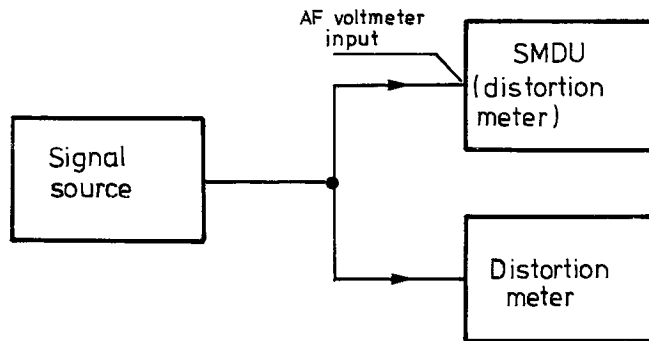 AF voltmeter
input
SMDU
(distortion
meter)
Signal
source
Distortion
meter